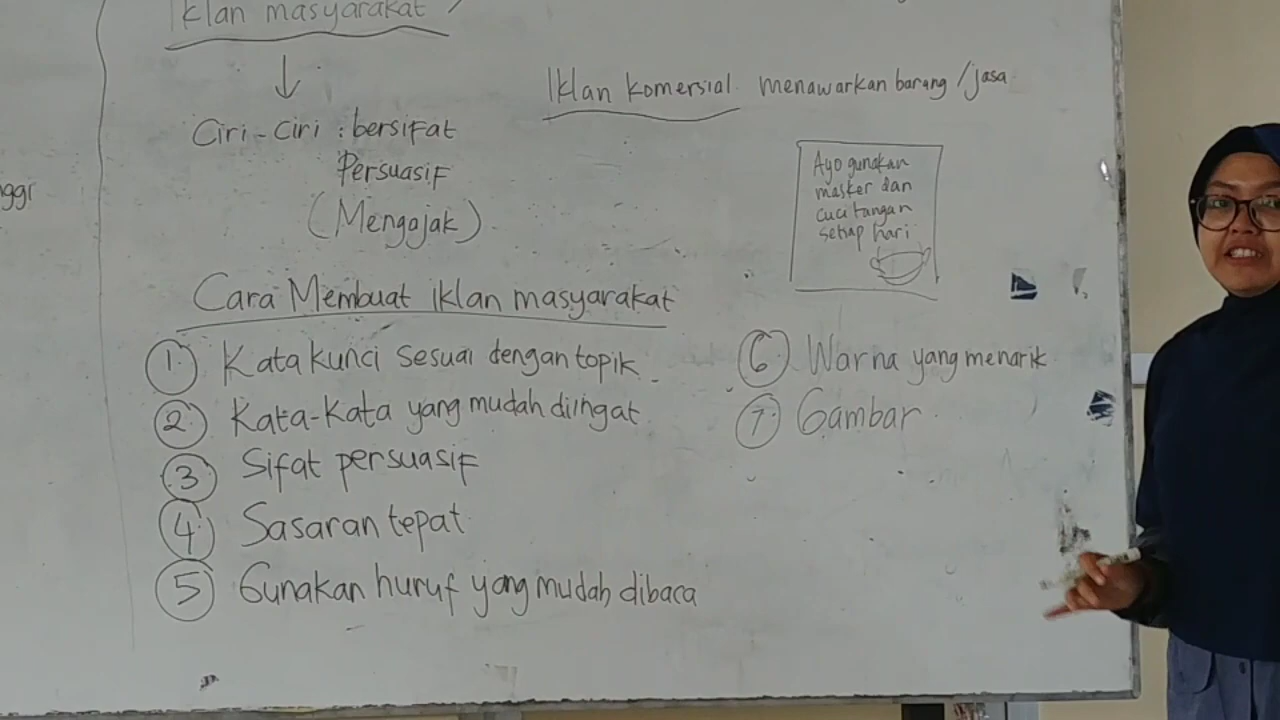 Iklan masyarakat
↓
Ciri-Ciri : bersifat
Persuasif
(Mengajak).
Iklan komersial. menawarkan barang/jasa
Ayo gunakan
masker dan
cuci tangan
setiap hari
Cara Membuat iklan masyarakat
1. Kata kunci sesuai dengan topik
2. Kata-kata yang mudah diingat
3 Sifat persuasif
4. Sasaran tepat
5 Gunakan huruf yang mudah dibaca
6. Warna yang menarik
7. Gambar.